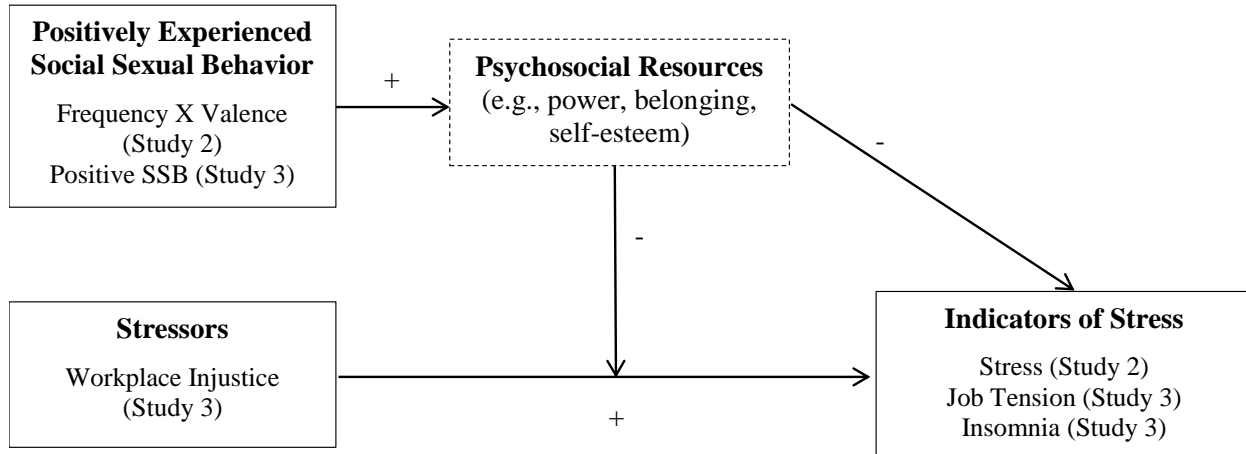 Positively Experienced
Social Sexual Behavior
Frequency X Valence
(Study 2)
Positive SSB (Study 3)
+
Psychosocial Resources
(e.g., power, belonging,
self-esteem)
-
-
Stressors
Workplace Injustice
(Study 3)
+
Indicators of Stress
Stress (Study 2)
Job Tension (Study 3)
Insomnia (Study 3)